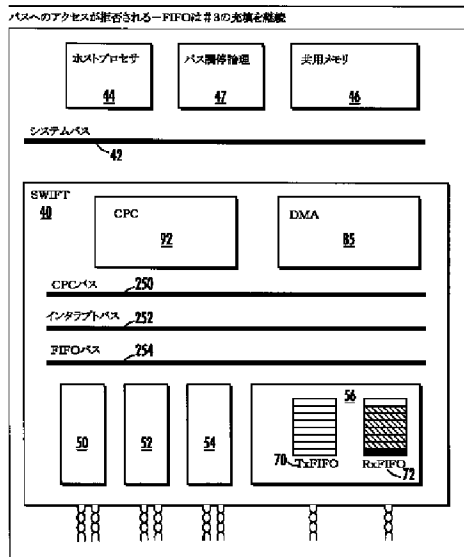 バスへのアクセスが拒否される－FIFOは＃3の充填を継続
ホストプロセサ
44
バス調停論理
47
共用メモリ
46
システムバス
42
SWIFT
40
CPC
92
DMA
85
CPCバス
250
インタラプトバス
252
FIFOバス
254
50
52
54
56
70
TxFIFO
RxFIFO
72